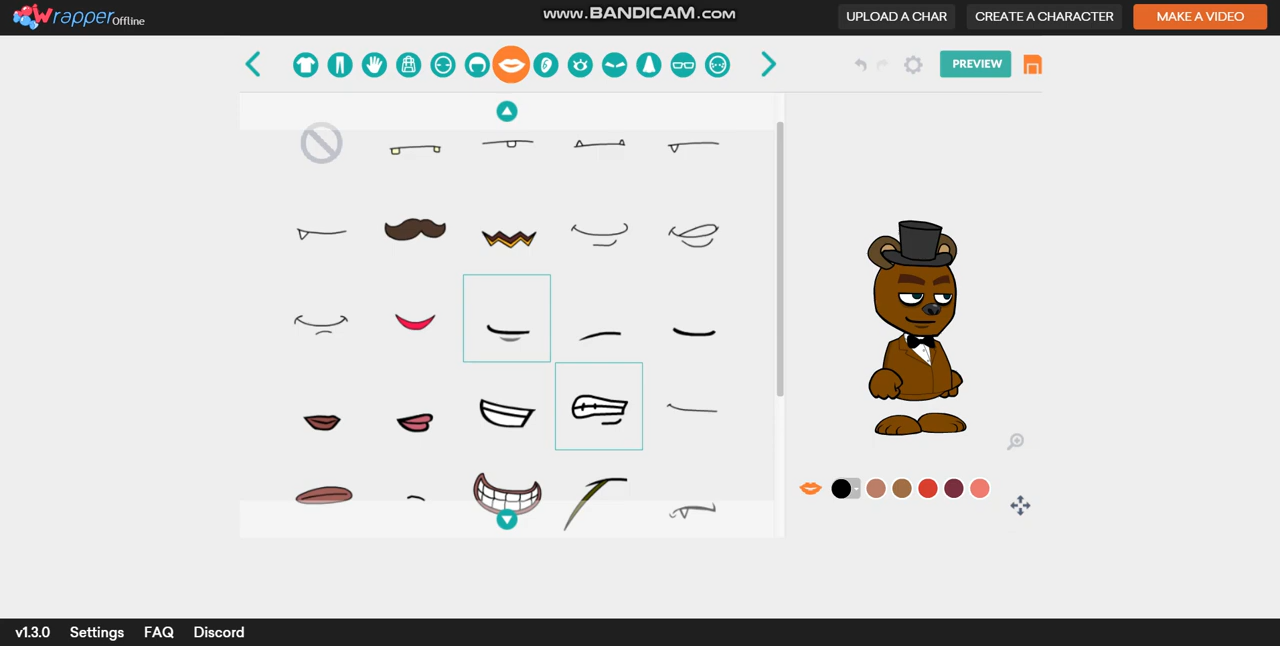 Wrapper Offline
www.BANDICAM.com
UPLOAD A CHAR
CREATE A CHARACTER
MAKE A VIDEO
PREVIEW
v1.3.0 Settings FAQ Discord